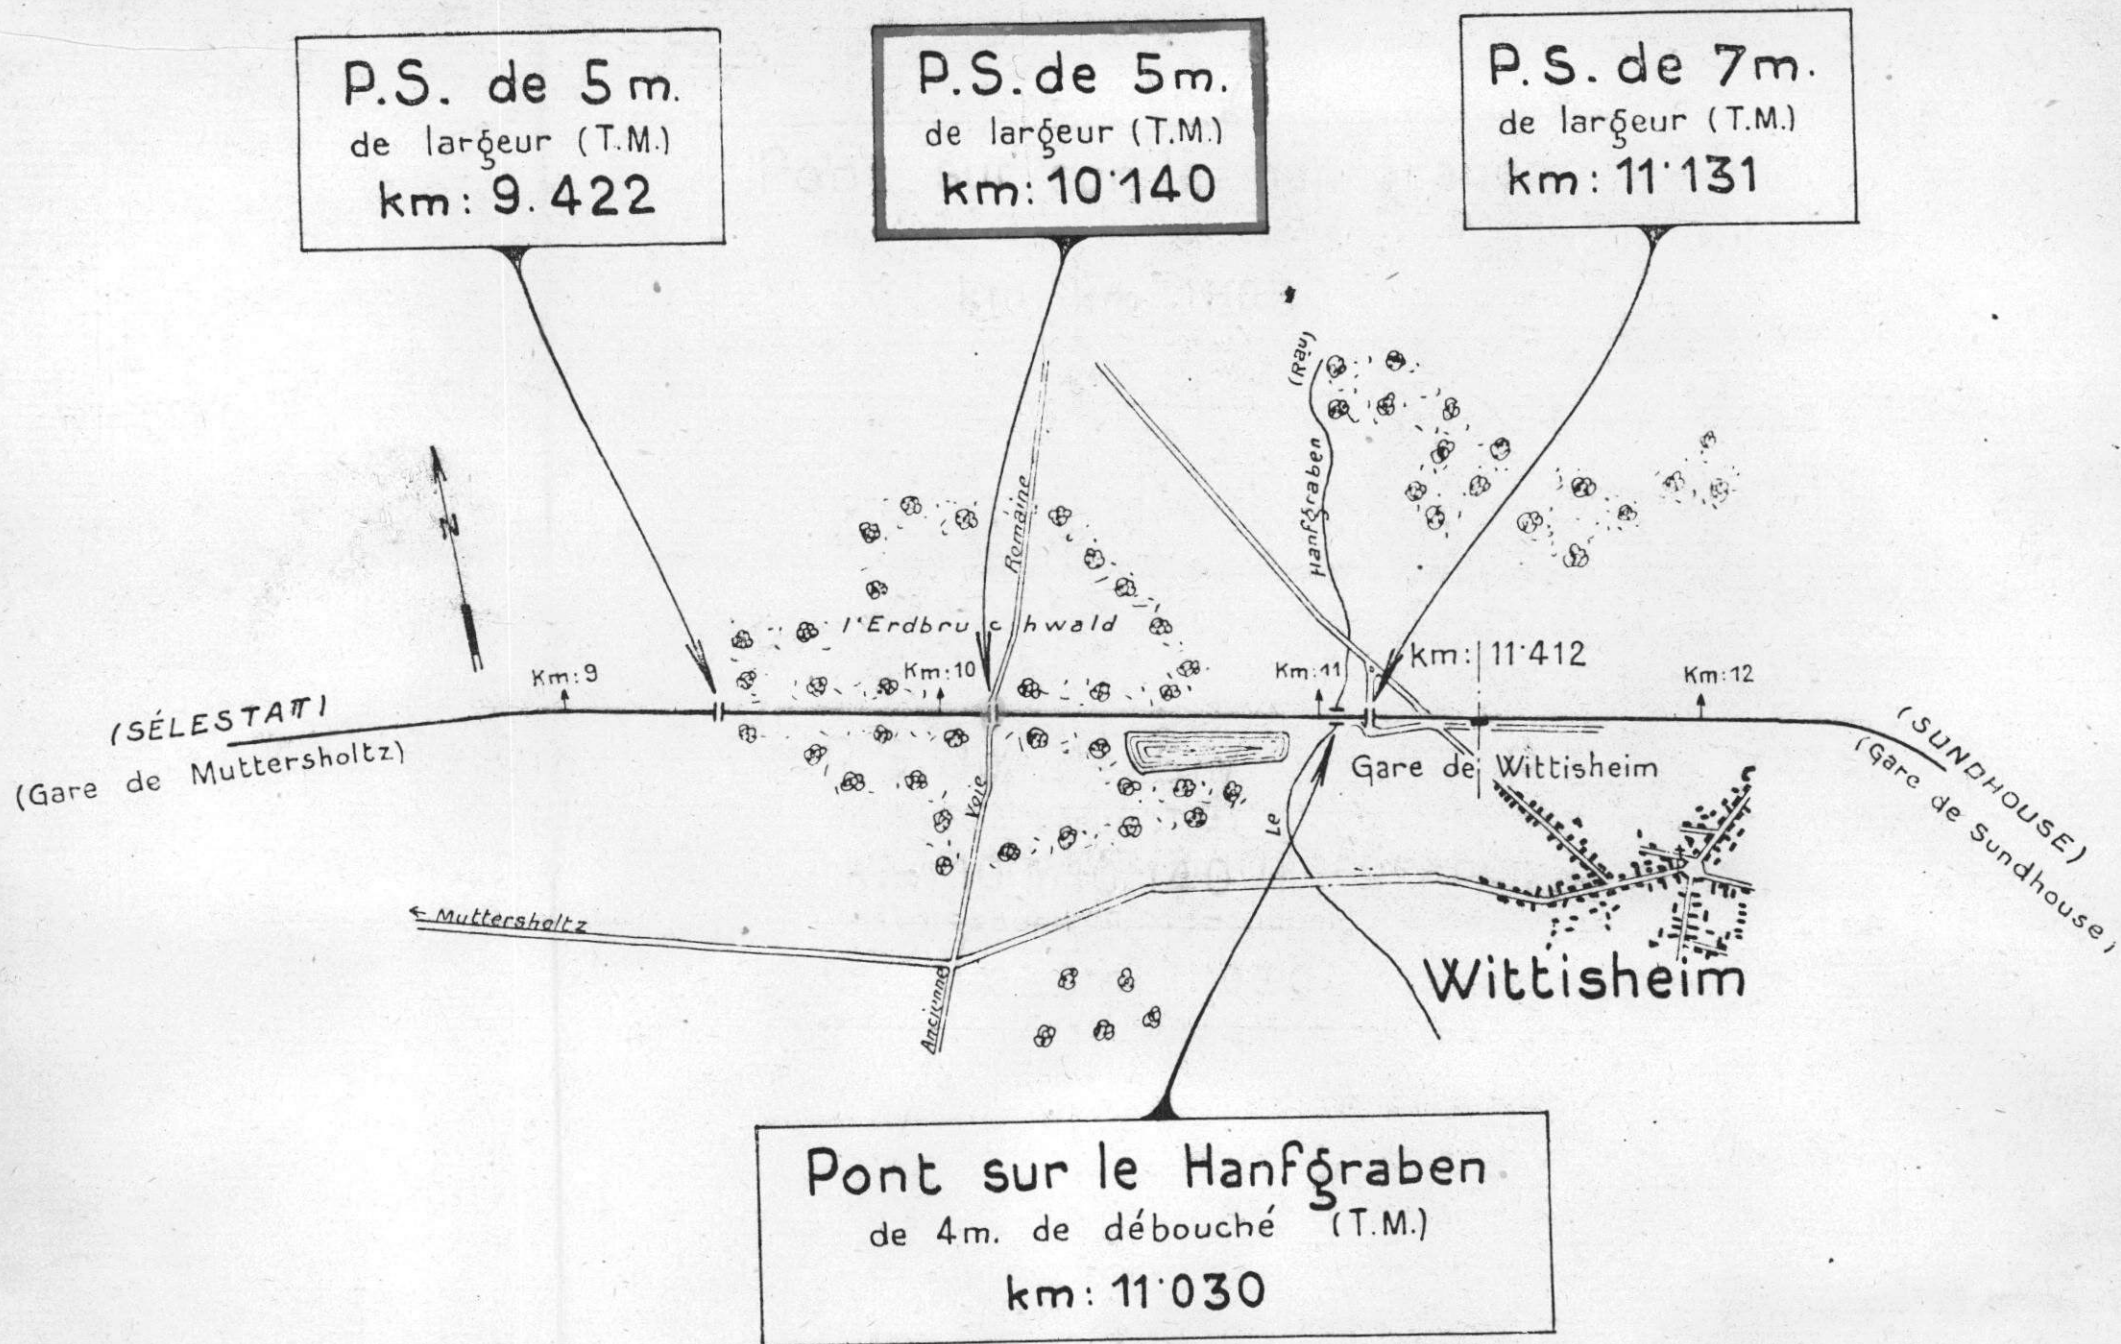 P.S. de 5m.
de largeur (T.M.)
km: 9.422
P.S. de 5m.
de largeur (T.M.)
km: 10·140
P.S. de 7m.
de largeur (T.M.)
km: 11·131
(Rau)
Hanfgraben
Romaine
N
l'Erdbruchwald
Km:9
Km:10
Km:11
km: 11·412
Km:12
(SÉLESTAT)
(Gare de Muttersholtz)
(SUNDHOUSE)
(Gare de Sundhouse)
Gare de Wittisheim
Voie
Le
← Muttersholtz
Ancienne
Wittisheim
Pont sur le Hanfgraben
de 4m. de débouché (T.M.)
km: 11·030